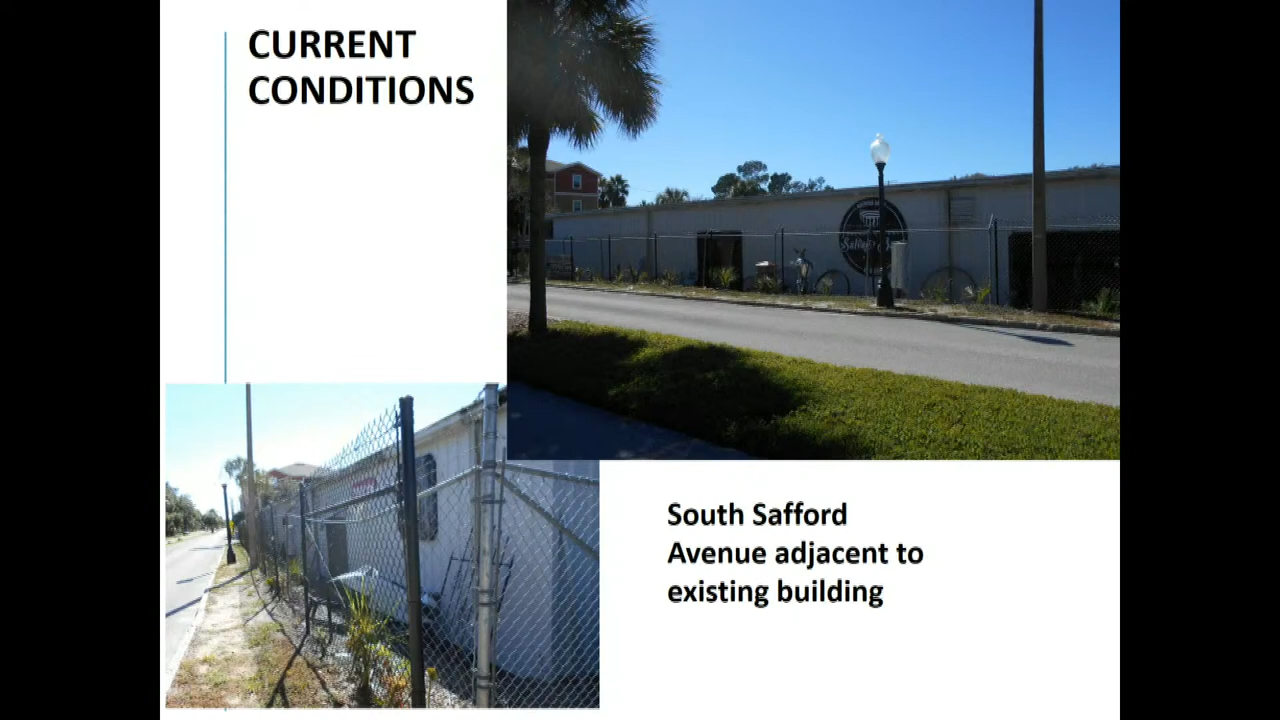 CURRENT
CONDITIONS
South Safford
Avenue adjacent to
existing building